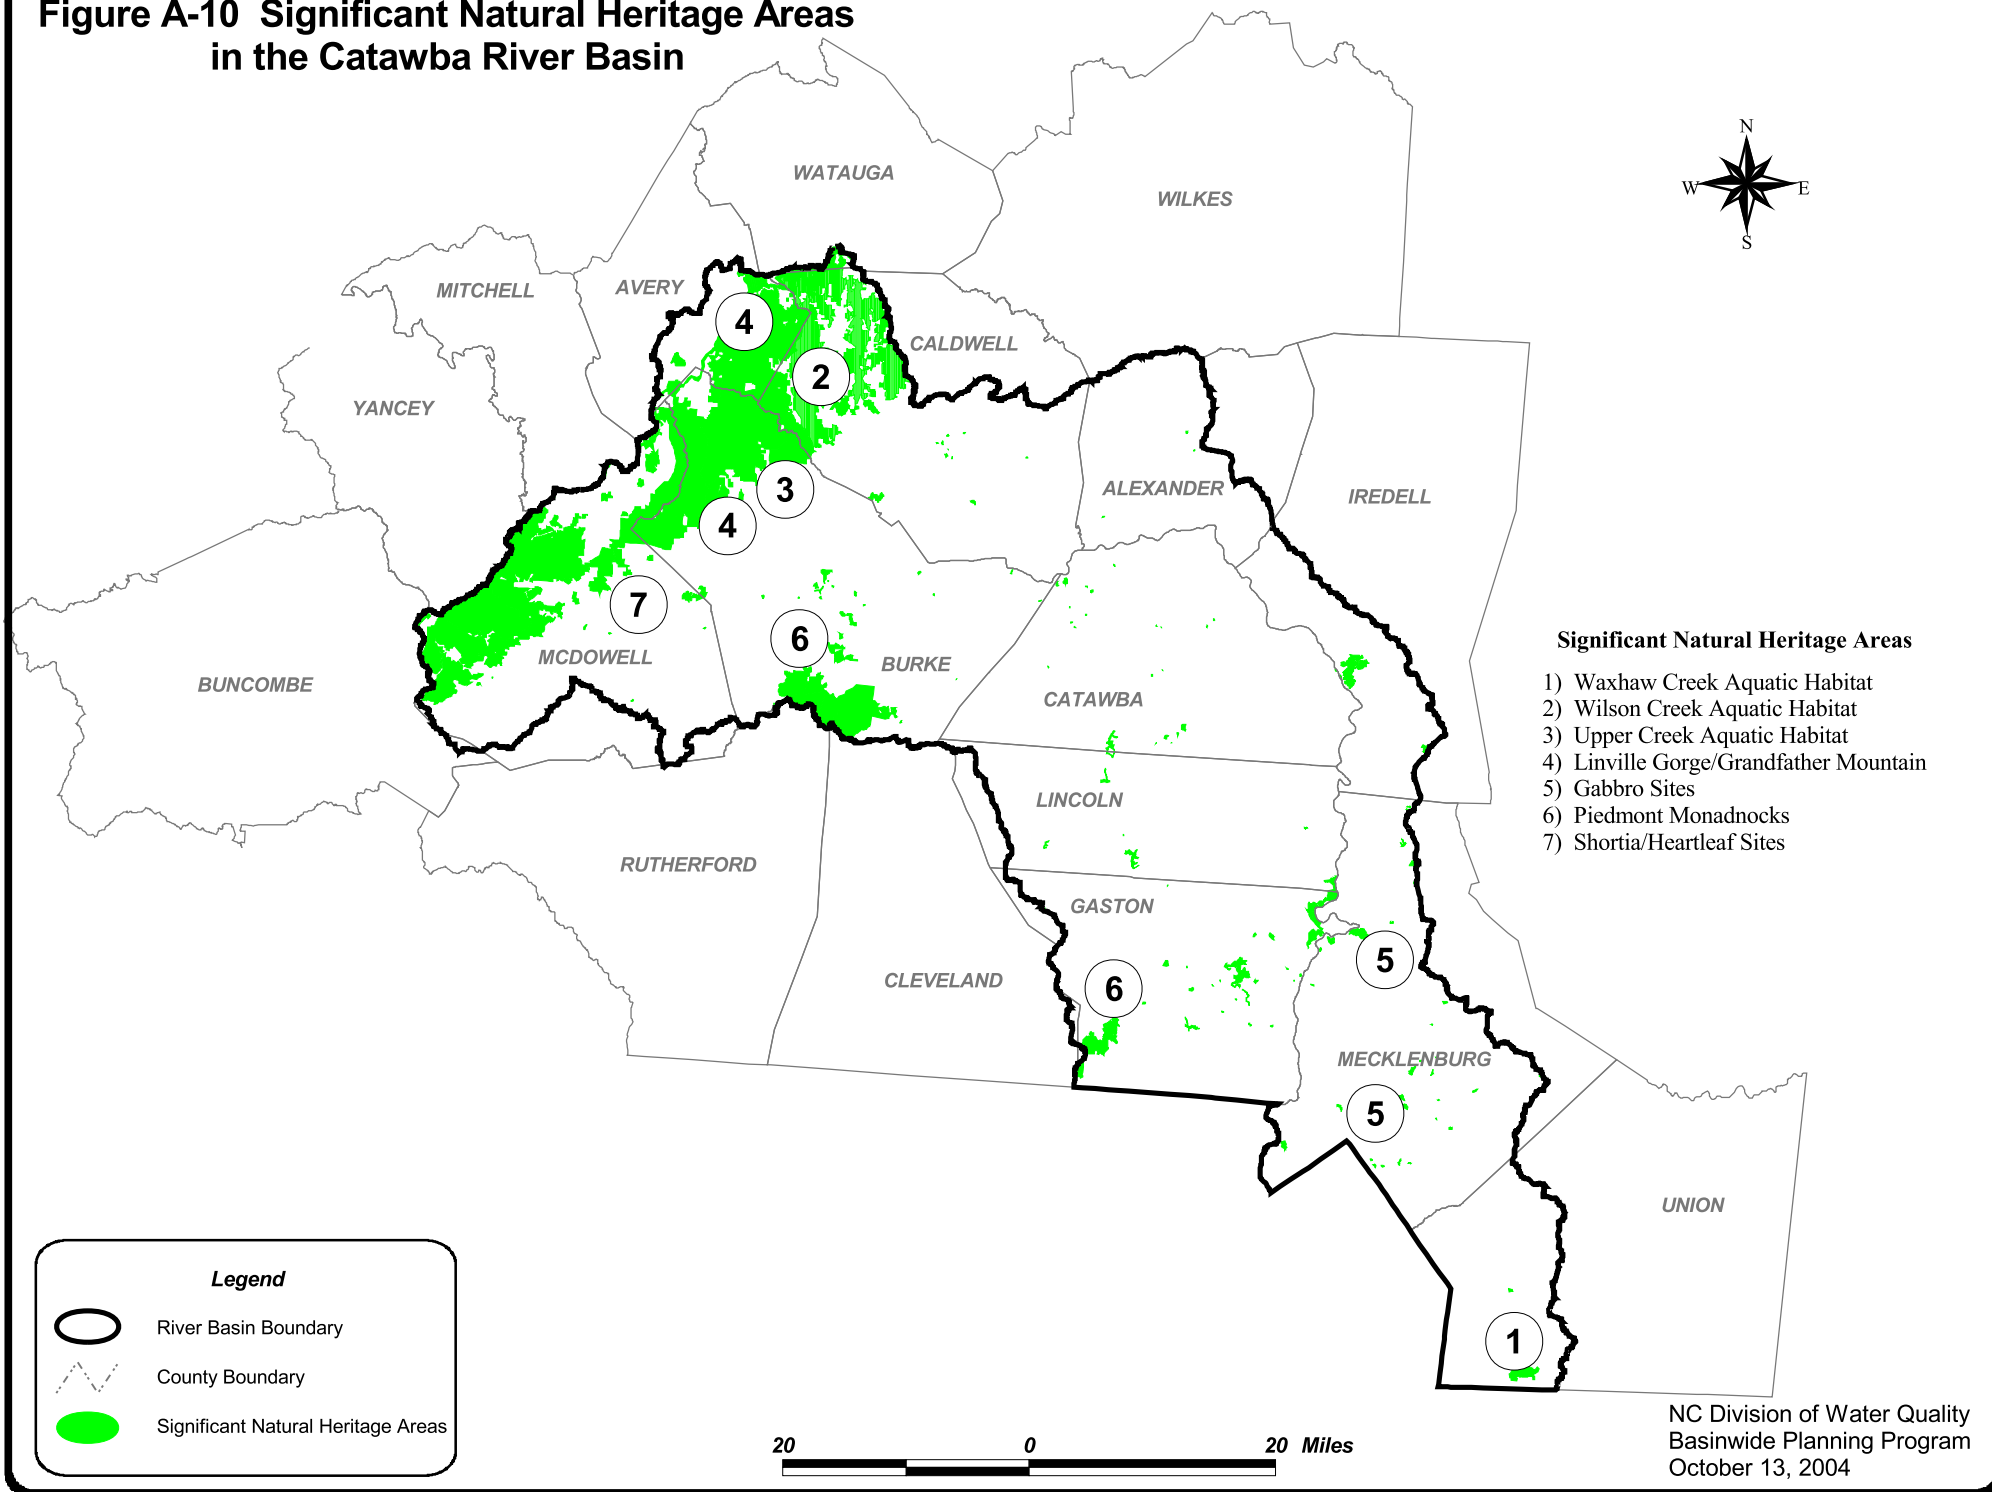 Figure A-10 Significant Natural Heritage Areas
in the Catawba River Basin
N
W
E
S
WATAUGA
WILKES
MITCHELL
AVERY
CALDWELL
YANCEY
ALEXANDER
IREDELL
BUNCOMBE
MCDOWELL
BURKE
CATAWBA
LINCOLN
RUTHERFORD
GASTON
CLEVELAND
MECKLENBURG
UNION
4
2
3
4
7
6
5
6
5
1
Significant Natural Heritage Areas
1) Waxhaw Creek Aquatic Habitat
2) Wilson Creek Aquatic Habitat
3) Upper Creek Aquatic Habitat
4) Linville Gorge/Grandfather Mountain
5) Gabbro Sites
6) Piedmont Monadnocks
7) Shortia/Heartleaf Sites
Legend
River Basin Boundary
County Boundary
Significant Natural Heritage Areas
20 0 20 Miles
NC Division of Water Quality
Basinwide Planning Program
October 13, 2004